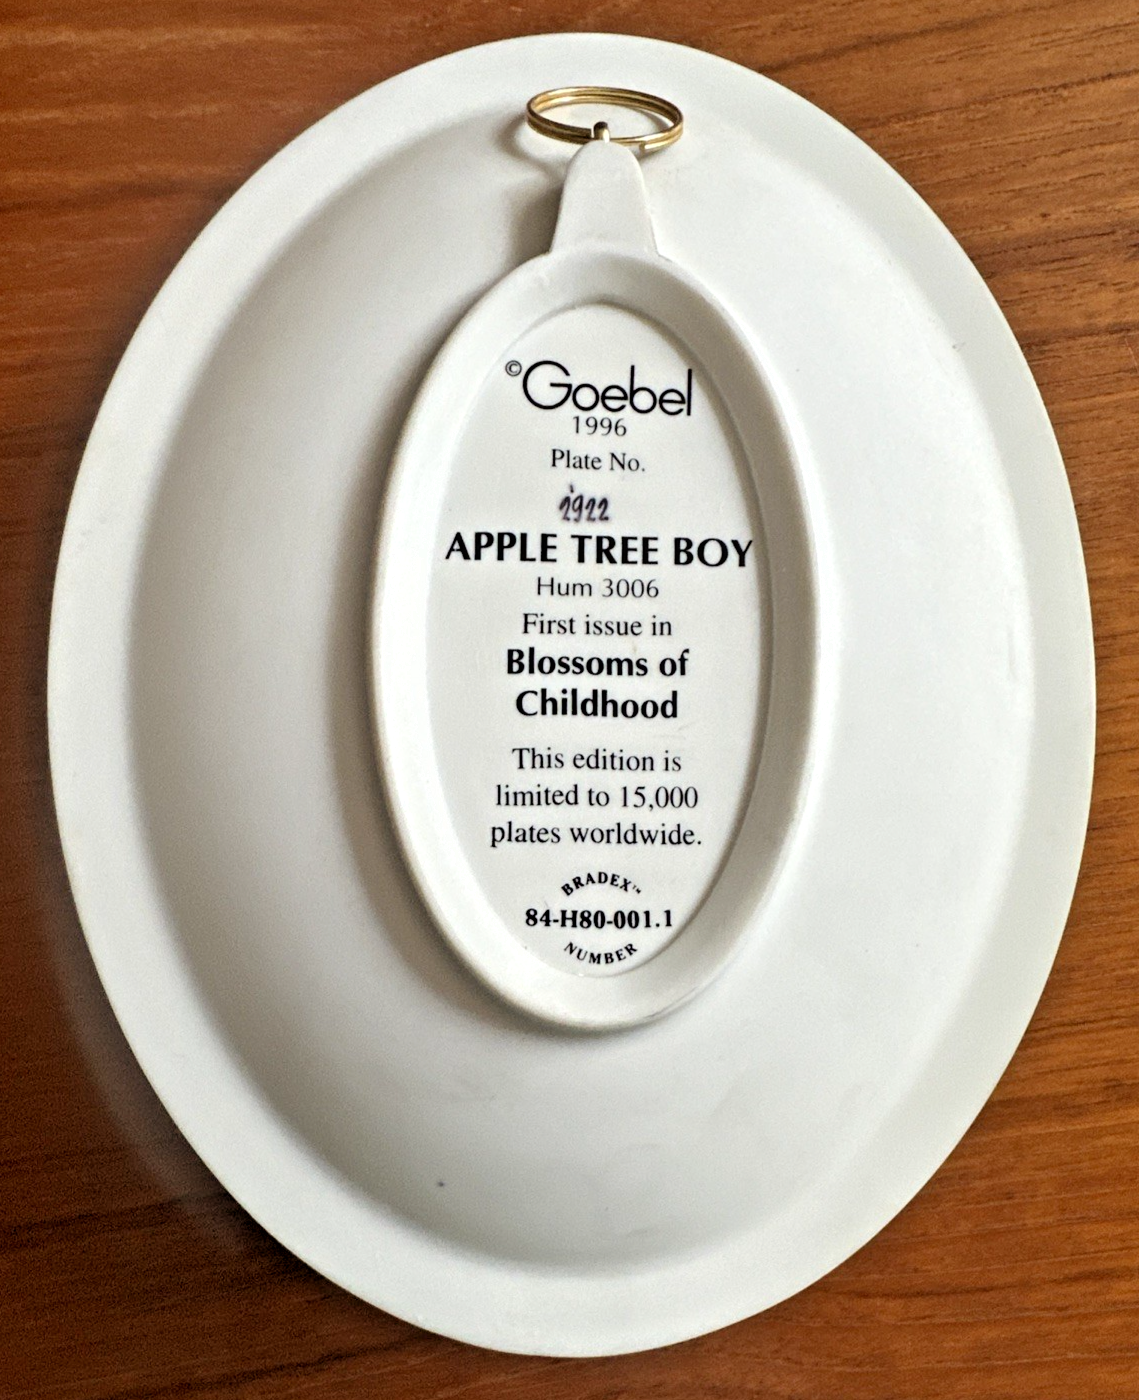 ©Goebel
1996
Plate No.
2922
APPLE TREE BOY
Hum 3006
First issue in
Blossoms of
Childhood
This edition is
limited to 15,000
plates worldwide.
BRADEX™
84-H80-001.1
NUMBER